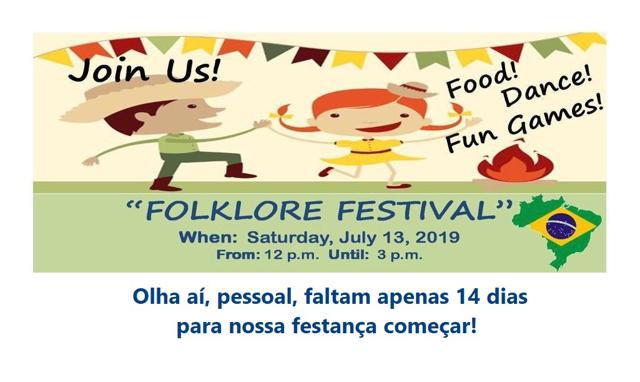 Join Us!
Food!
Dance!
Fun Games!
“FOLKLORE FESTIVAL”
When: Saturday, July 13, 2019
From: 12 p.m. Until: 3 p.m.
Olha aí, pessoal, faltam apenas 14 dias
para nossa festança começar!